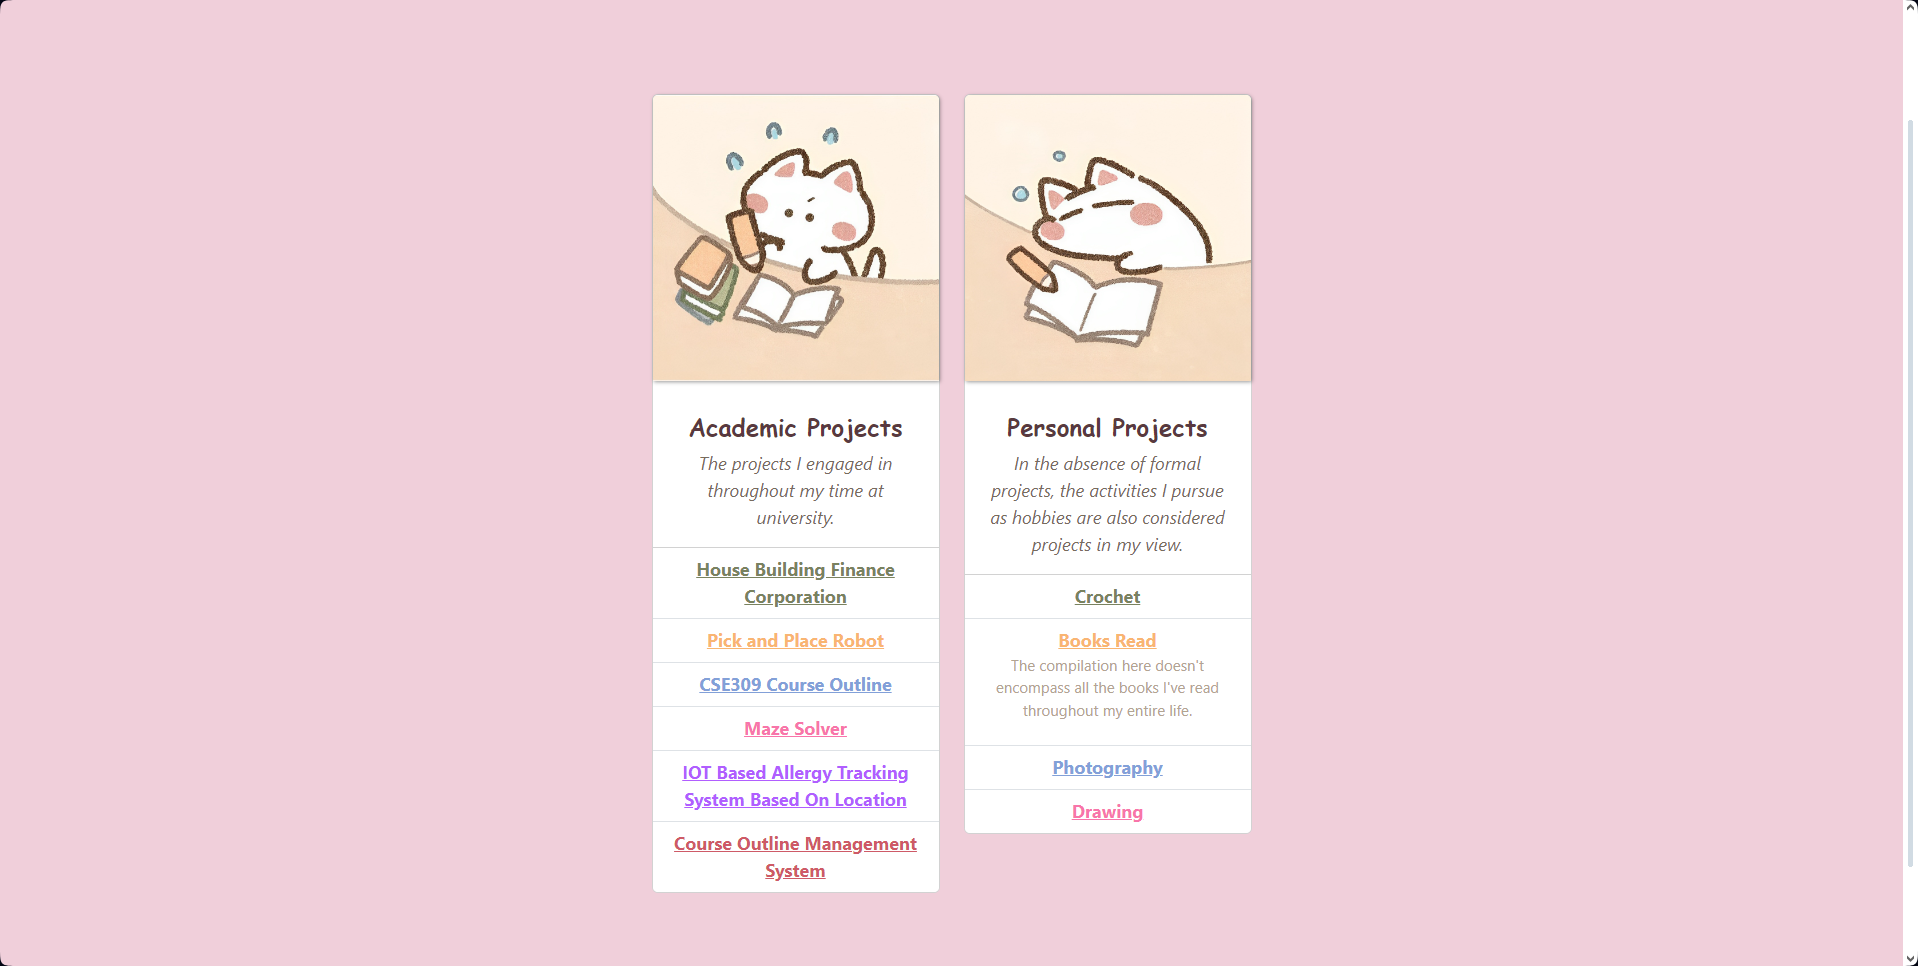 Academic Projects
The projects I engaged in
throughout my time at
university.
House Building Finance
Corporation
Pick and Place Robot
CSE309 Course Outline
Maze Solver
IOT Based Allergy Tracking
System Based On Location
Course Outline Management
System
Personal Projects
In the absence of formal
projects, the activities I pursue
as hobbies are also considered
projects in my view.
Crochet
Books Read
The compilation here doesn't
encompass all the books I've read
throughout my entire life.
Photography
Drawing